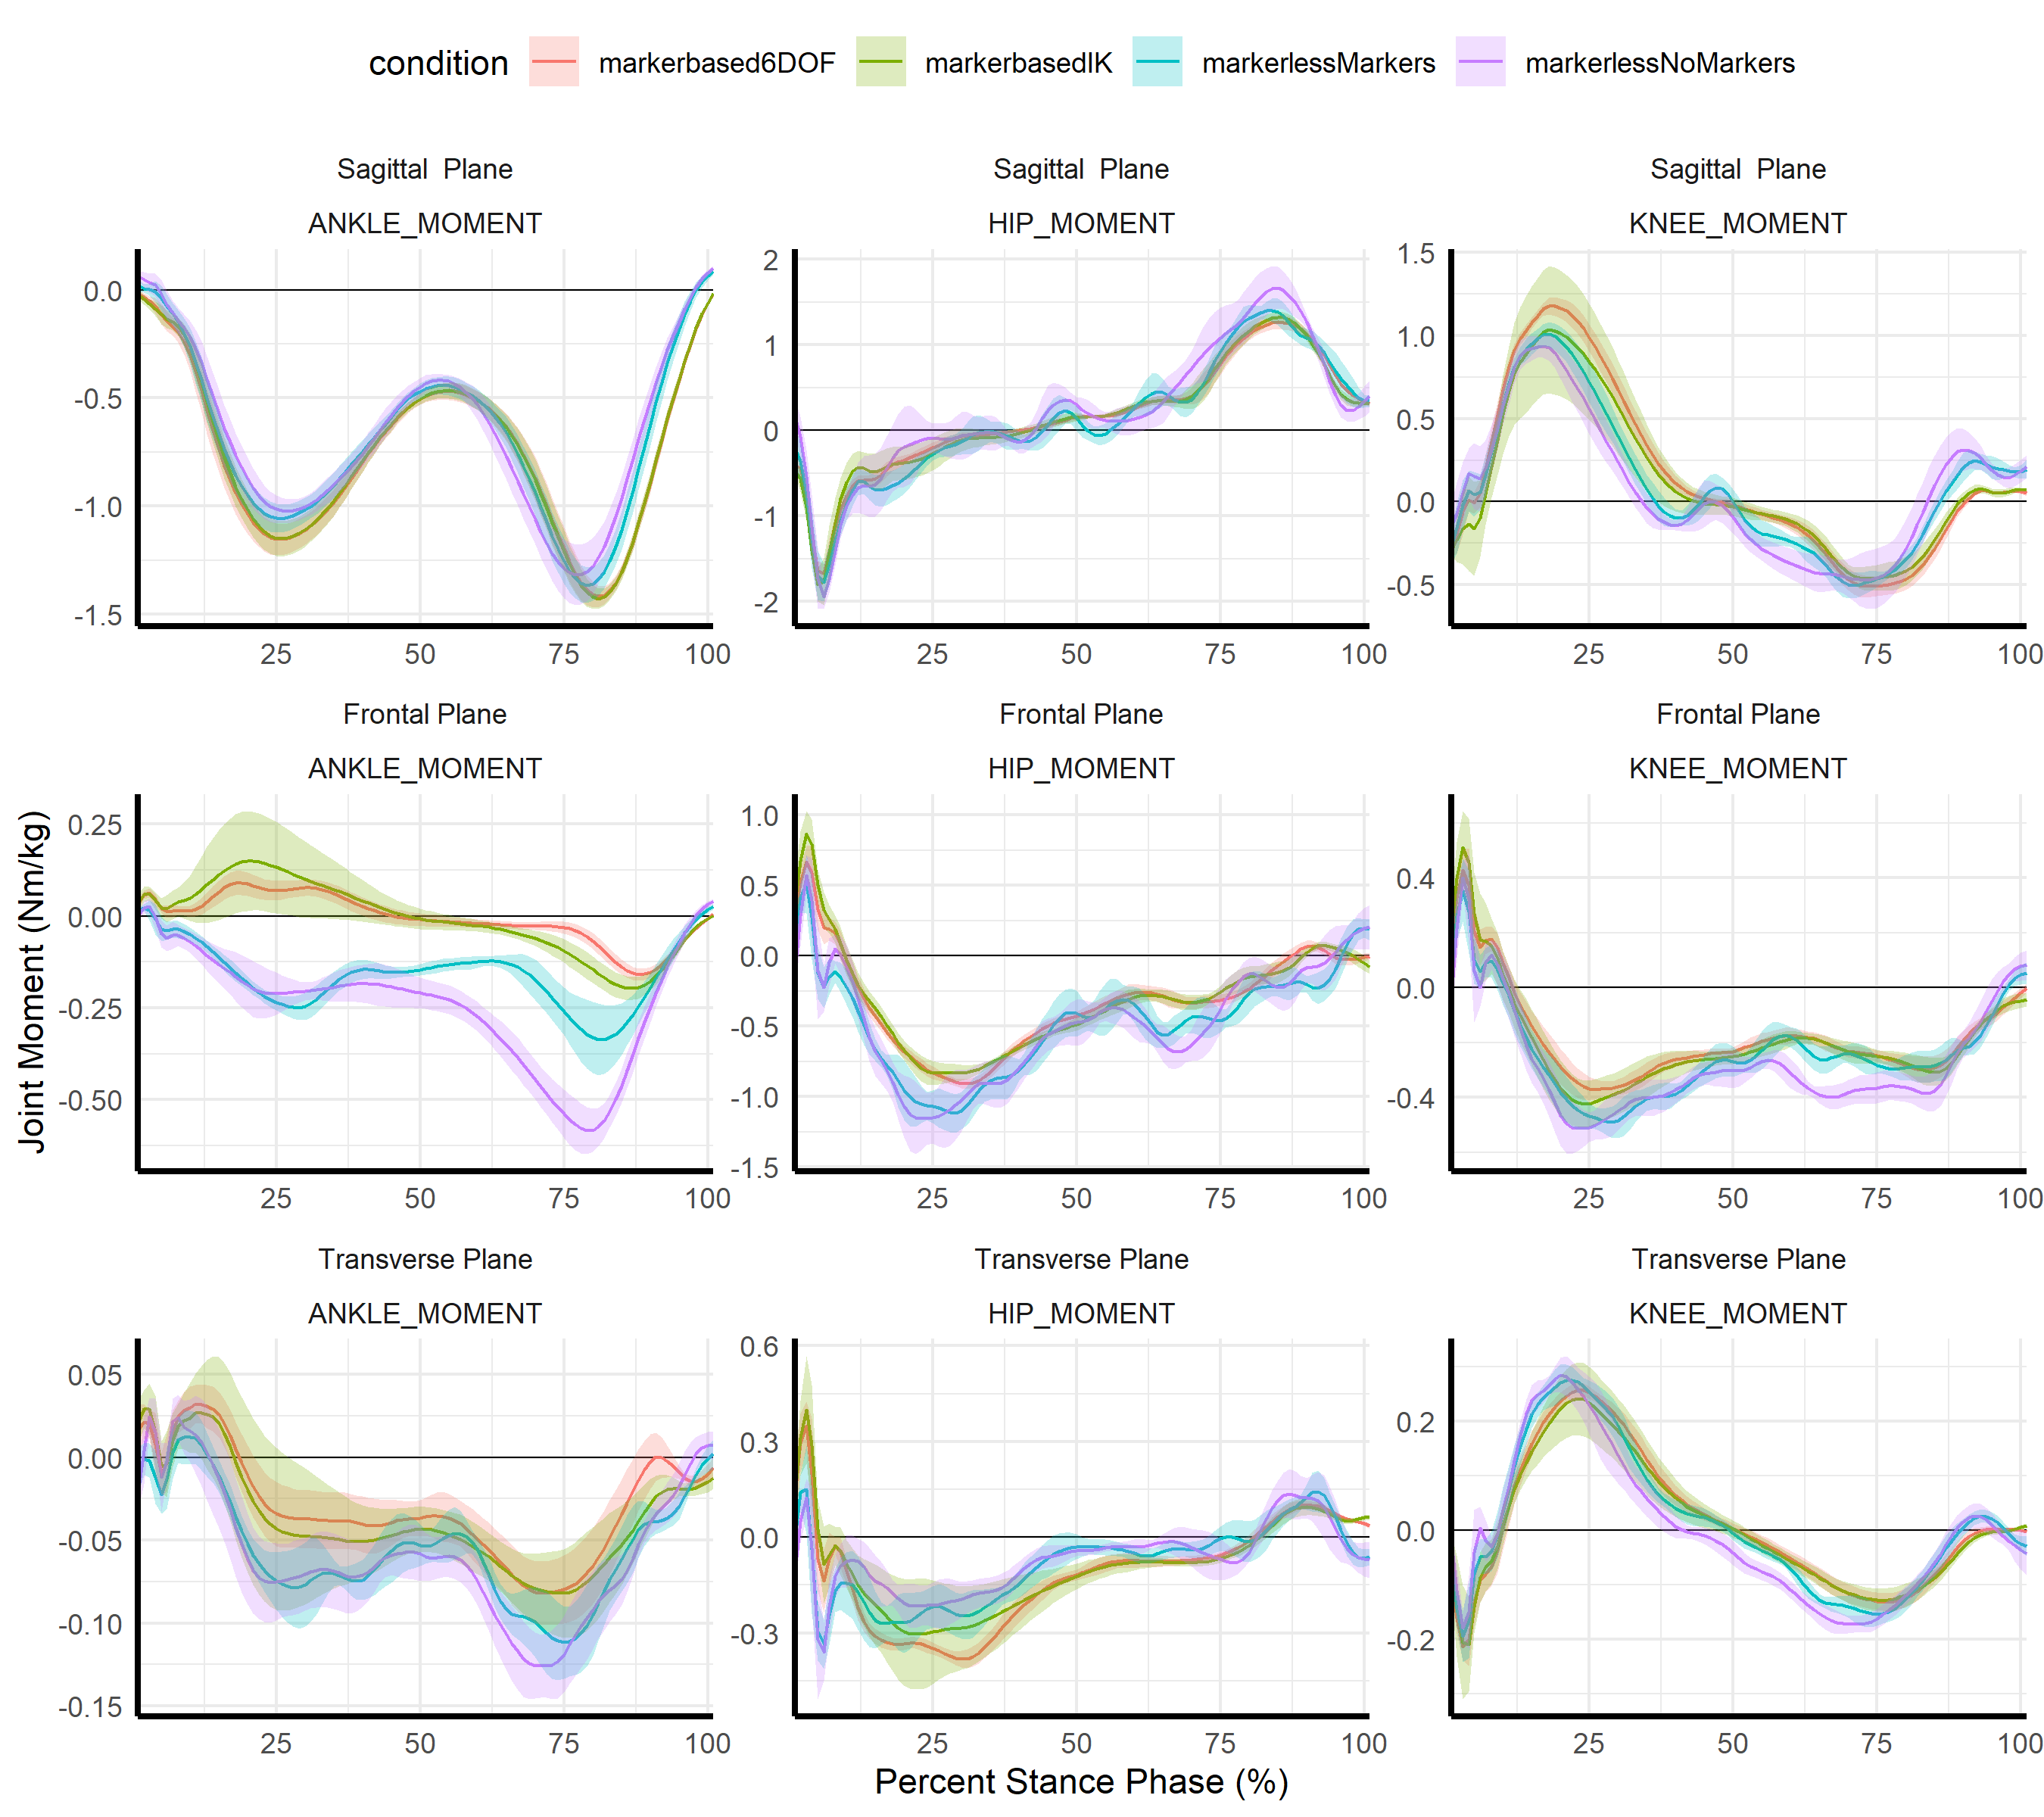 condition markerbased6DOF markerbasedIK markerlessMarkers markerlessNoMarkers
Sagittal  Plane Sagittal  Plane Sagittal  Plane
ANKLE_MOMENT HIP_MOMENT KNEE_MOMENT
0.0 -0.5 -1.0 -1.5
2 1 0 -1 -2
1.5 1.0 0.5 0.0 -0.5
25 50 75 100 25 50 75 100 25 50 75 100
Frontal Plane Frontal Plane Frontal Plane
ANKLE_MOMENT HIP_MOMENT KNEE_MOMENT
Joint Moment (Nm/kg)
0.25 0.00 -0.25 -0.50
1.0 0.5 0.0 -0.5 -1.0 -1.5
0.4 0.0 -0.4
25 50 75 100 25 50 75 100 25 50 75 100
Transverse Plane Transverse Plane Transverse Plane
ANKLE_MOMENT HIP_MOMENT KNEE_MOMENT
0.05 0.00 -0.05 -0.10 -0.15
0.6 0.3 0.0 -0.3
0.2 0.0 -0.2
25 50 75 100 25 50 75 100 25 50 75 100
Percent Stance Phase (%)